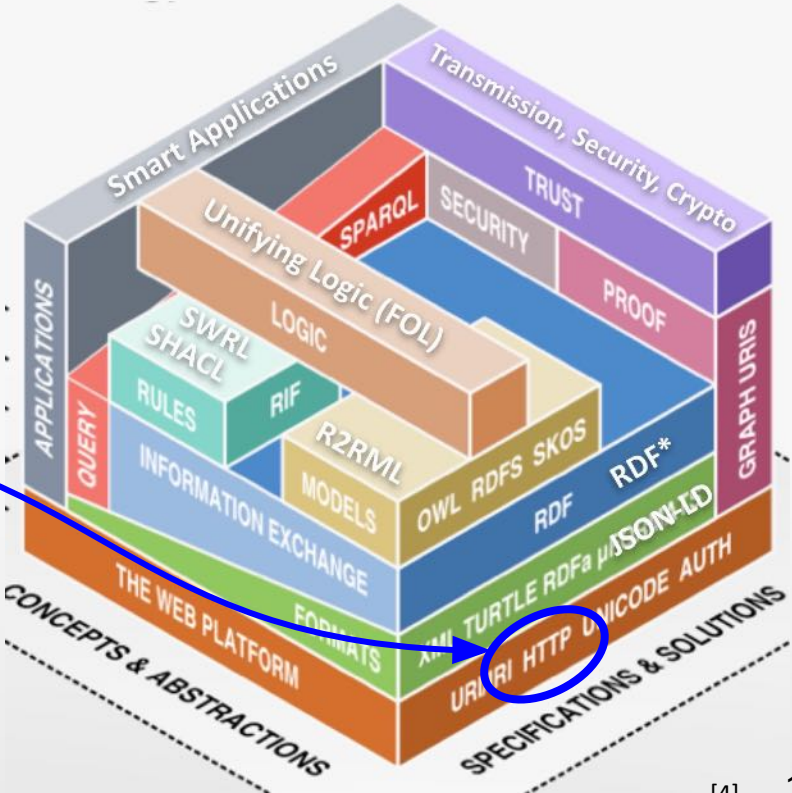 Smart Applications
Transmission, Security, Crypto
TRUST
SPARQL
SECURITY
PROOF
Unifying Logic (FOL)
LOGIC
SWRL
SHACL
RULES
RIF
R2RML
MODELS
OWL RDFS SKOS
APPLICATIONS
QUERY
INFORMATION EXCHANGE
RDF
RDF*
GRAPH URIS
FORMATS
XML TURTLE RDFa
JSON-LD
THE WEB PLATFORM
HTTP UNICODE AUTH
CONCEPTS & ABSTRACTIONS
SPECIFICATIONS & SOLUTIONS
[4]